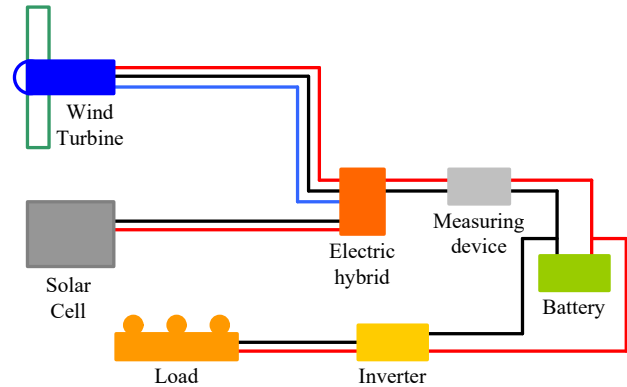 Wind
Turbine
Measuring
device
Electric
hybrid
Solar
Cell
Battery
Load
Inverter